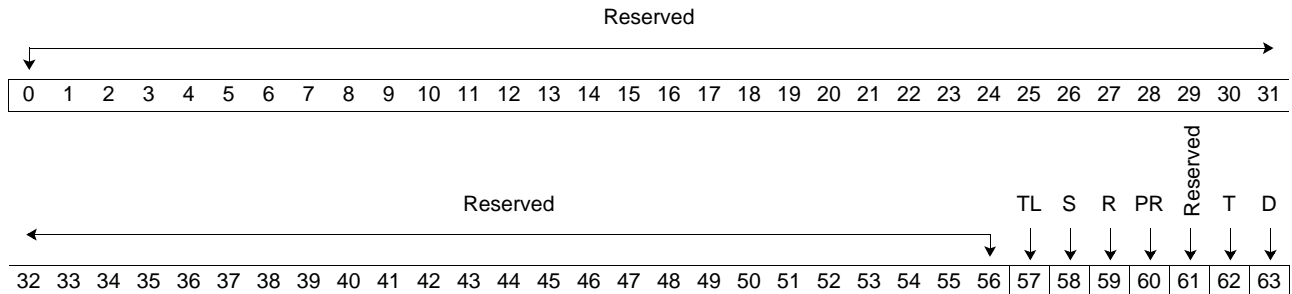 Reserved
0 1 2 3 4 5 6 7 8 9 10 11 12 13 14 15 16 17 18 19 20 21 22 23 24 25 26 27 28 29 30 31
Reserved TL S R PR Reserved T D
32 33 34 35 36 37 38 39 40 41 42 43 44 45 46 47 48 49 50 51 52 53 54 55 56 57 58 59 60 61 62 63